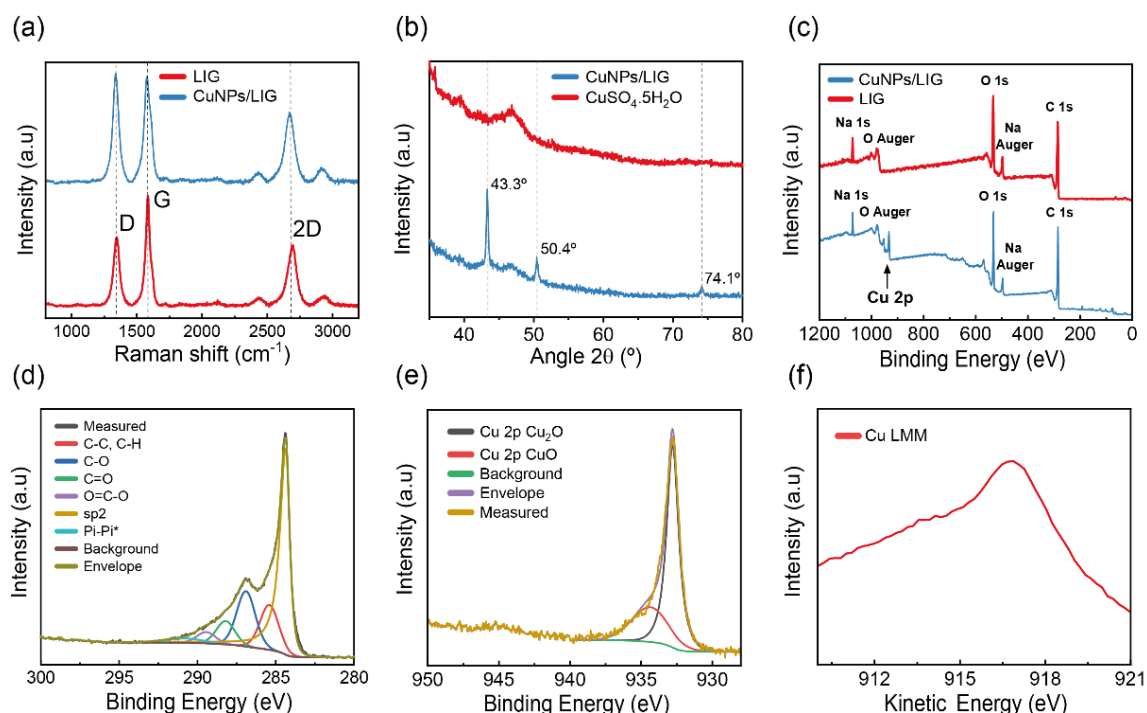 (a)
LIG
CuNPs/LIG
D
G
2D
Intensity (a.u)
1000 1500 2000 2500 3000
Raman shift (cm⁻¹)
(b)
CuNPs/LIG
CuSO₄·5H₂O
43.3º
50.4º
74.1º
Intensity (a.u)
40 50 60 70 80
Angle 2θ (º)
(c)
CuNPs/LIG
LIG
O 1s
C 1s
Na 1s
O Auger
Na
Auger
O 1s
Na 1s
O Auger
C 1s
Na
Auger
Cu 2p
Intensity (a.u)
1200 1000 800 600 400 200 0
Binding Energy (eV)
(d)
Measured
C-C, C-H
C-O
C=O
O=C-O
sp2
Pi-Pi*
Background
Envelope
Intensity (a.u)
300 295 290 285 280
Binding Energy (eV)
(e)
Cu 2p Cu₂O
Cu 2p CuO
Background
Envelope
Measured
Intensity (a.u)
950 945 940 935 930
Binding Energy (eV)
(f)
Cu LMM
Intensity (a.u)
912 915 918 921
Kinetic Energy (eV)